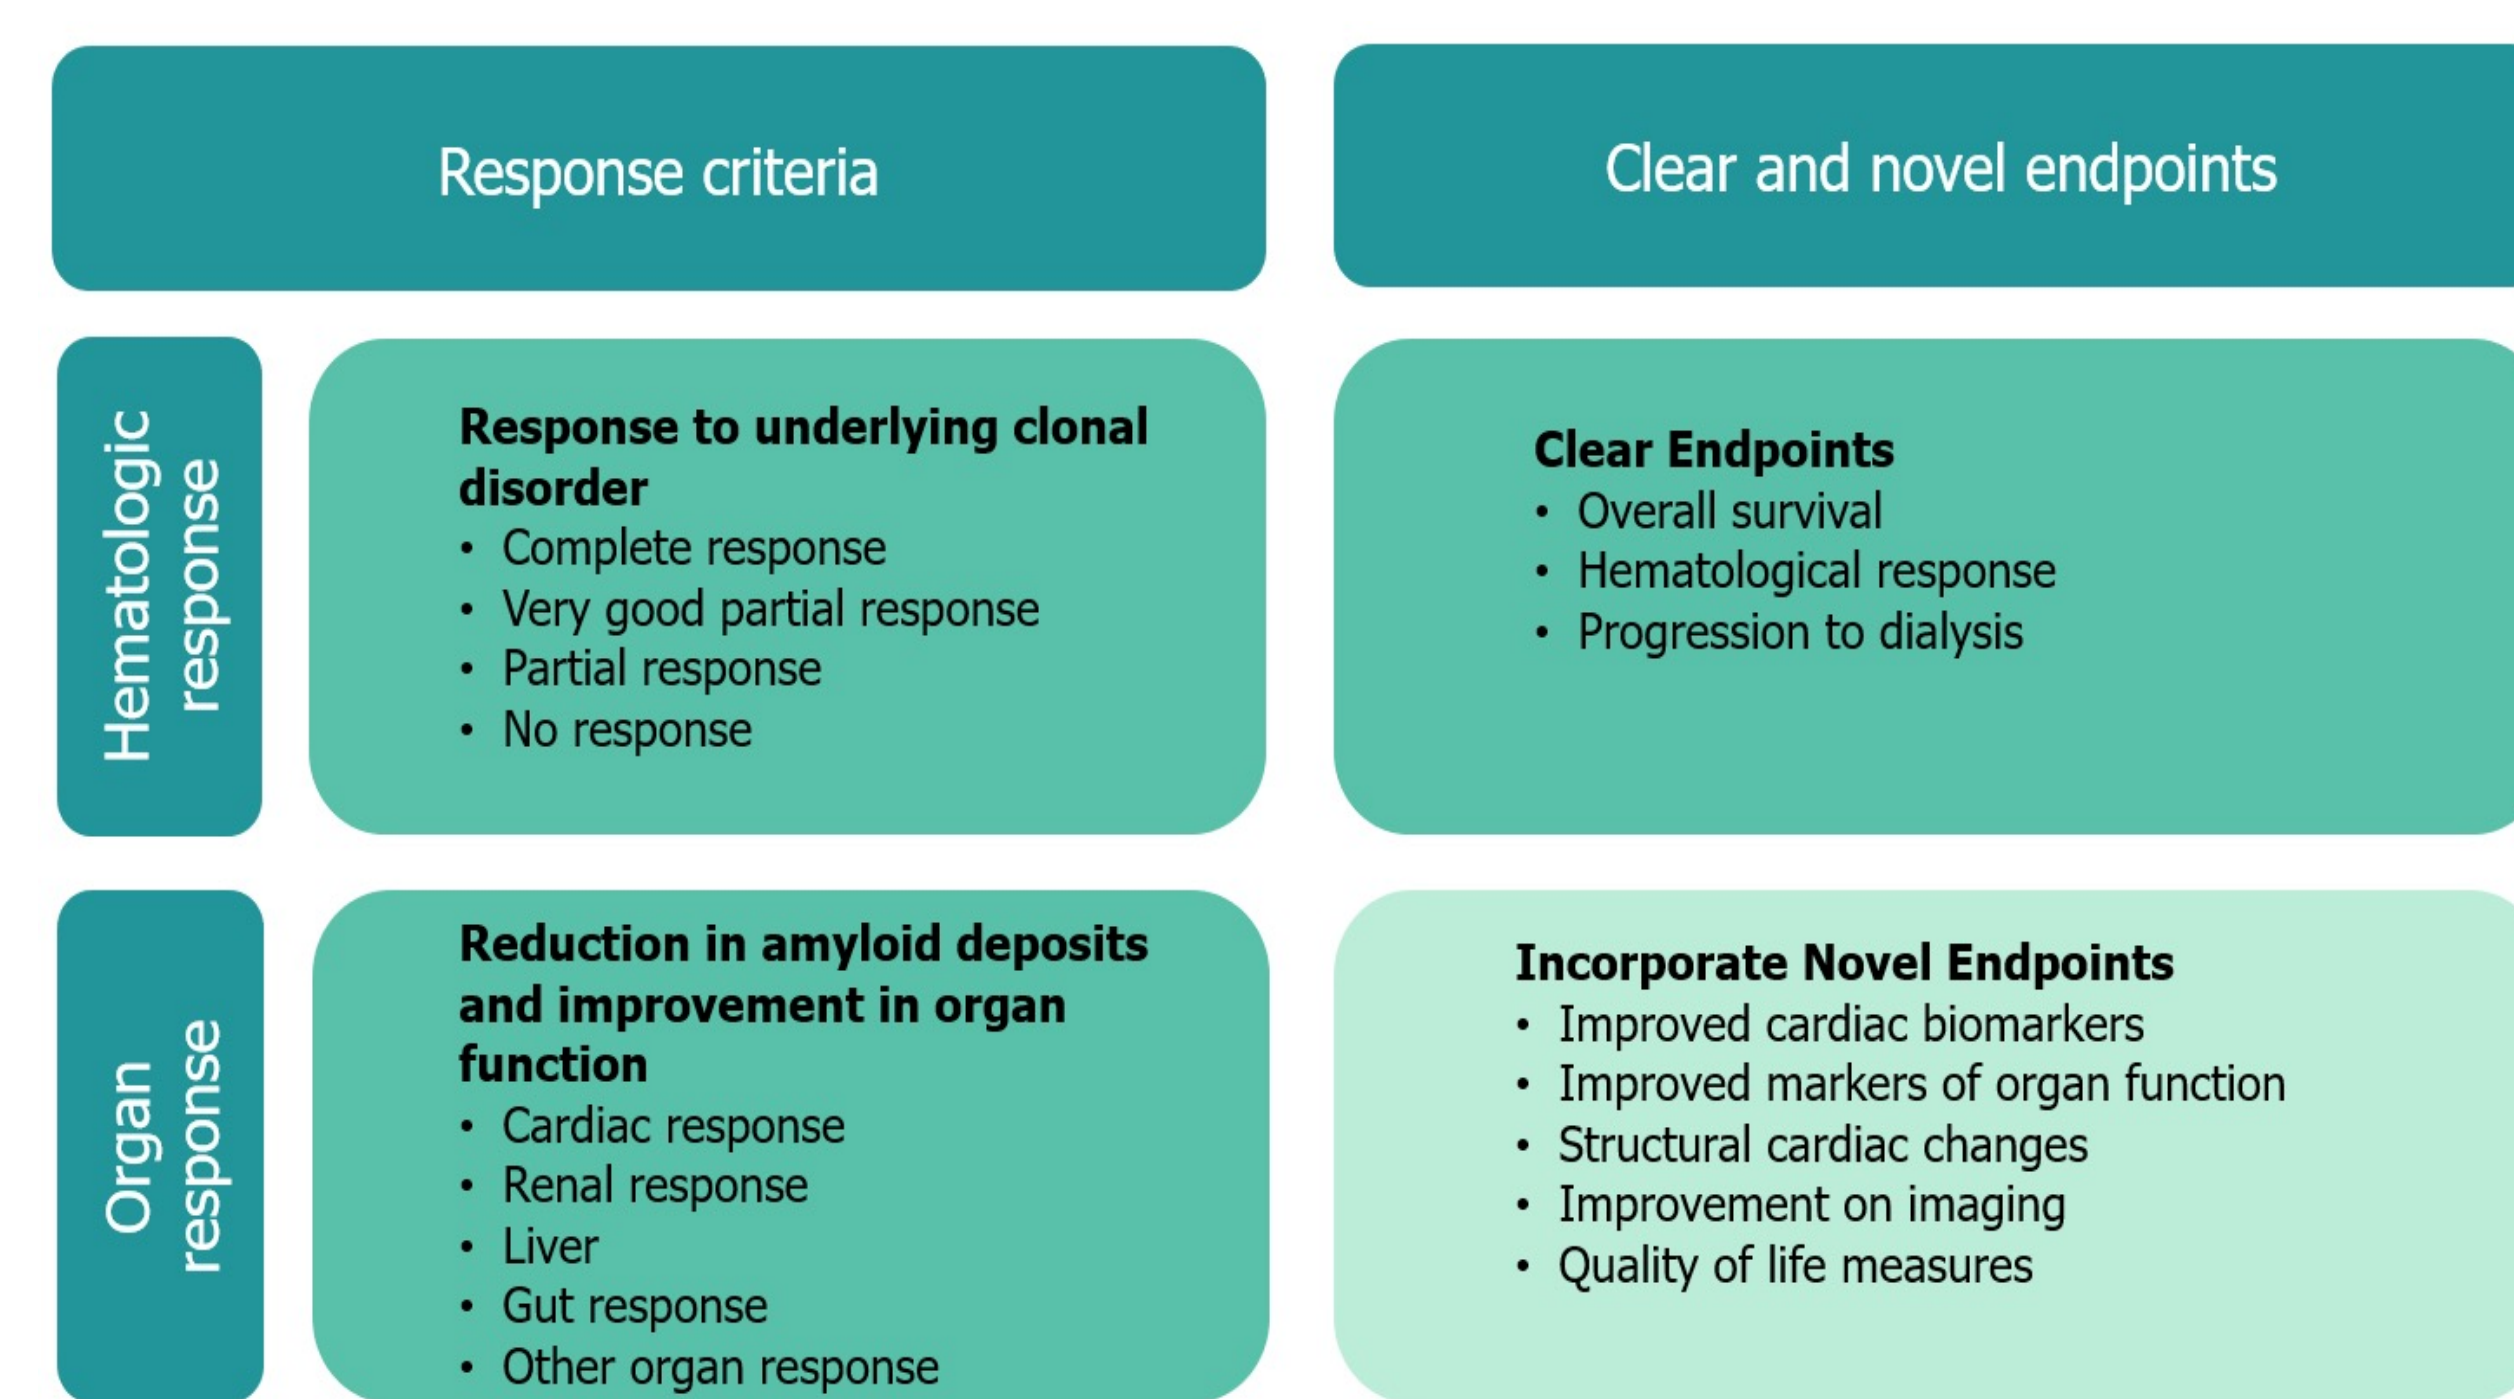 Response criteria
Clear and novel endpoints
Hematologic
response
Response to underlying clonal
disorder
• Complete response
• Very good partial response
• Partial response
• No response
Clear Endpoints
• Overall survival
• Hematological response
• Progression to dialysis
Organ
response
Reduction in amyloid deposits
and improvement in organ
function
• Cardiac response
• Renal response
• Liver
• Gut response
• Other organ response
Incorporate Novel Endpoints
• Improved cardiac biomarkers
• Improved markers of organ function
• Structural cardiac changes
• Improvement on imaging
• Quality of life measures